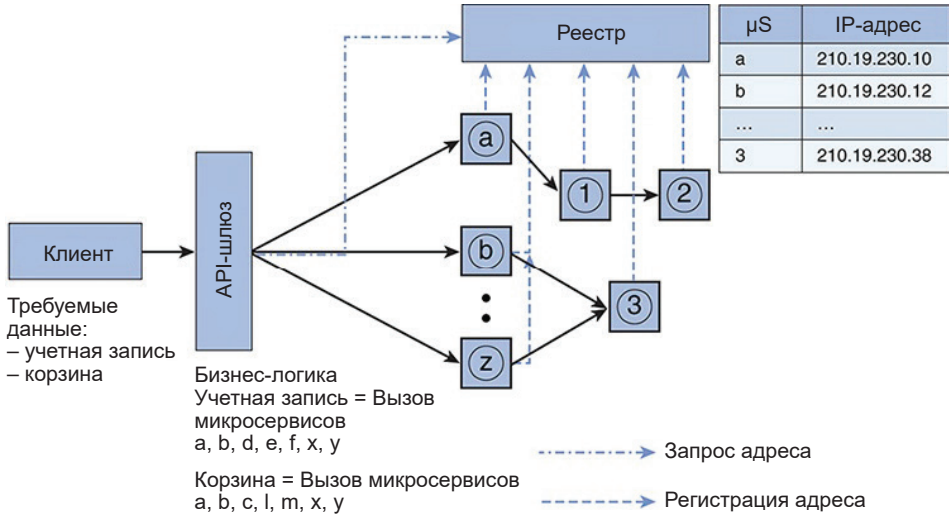 Реестр
µS IP-адрес
a 210.19.230.10
b 210.19.230.12
... ...
3 210.19.230.38
a
1
2
Клиент
API-шлюз
b
3
z
Требуемые
данные:
– учетная запись
– корзина
Бизнес-логика
Учетная запись = Вызов
микросервисов
a, b, d, e, f, x, y
Корзина = Вызов микросервисов
a, b, c, l, m, x, y
Запрос адреса
Регистрация адреса